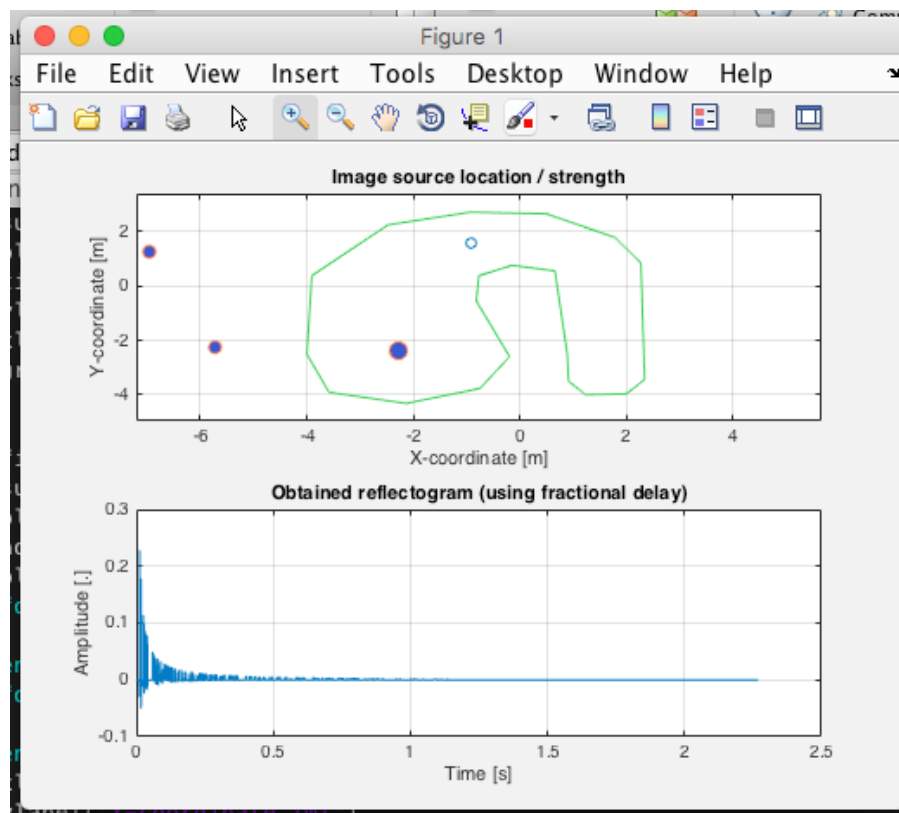 Figure 1
File Edit View Insert Tools Desktop Window Help
Image source location / strength
Y-coordinate [m]
2
0
-2
-4
-6 -4 -2 0 2 4
X-coordinate [m]
Obtained reflectogram (using fractional delay)
Amplitude [.]
0.3
0.2
0.1
0
-0.1
0 0.5 1 1.5 2 2.5
Time [s]